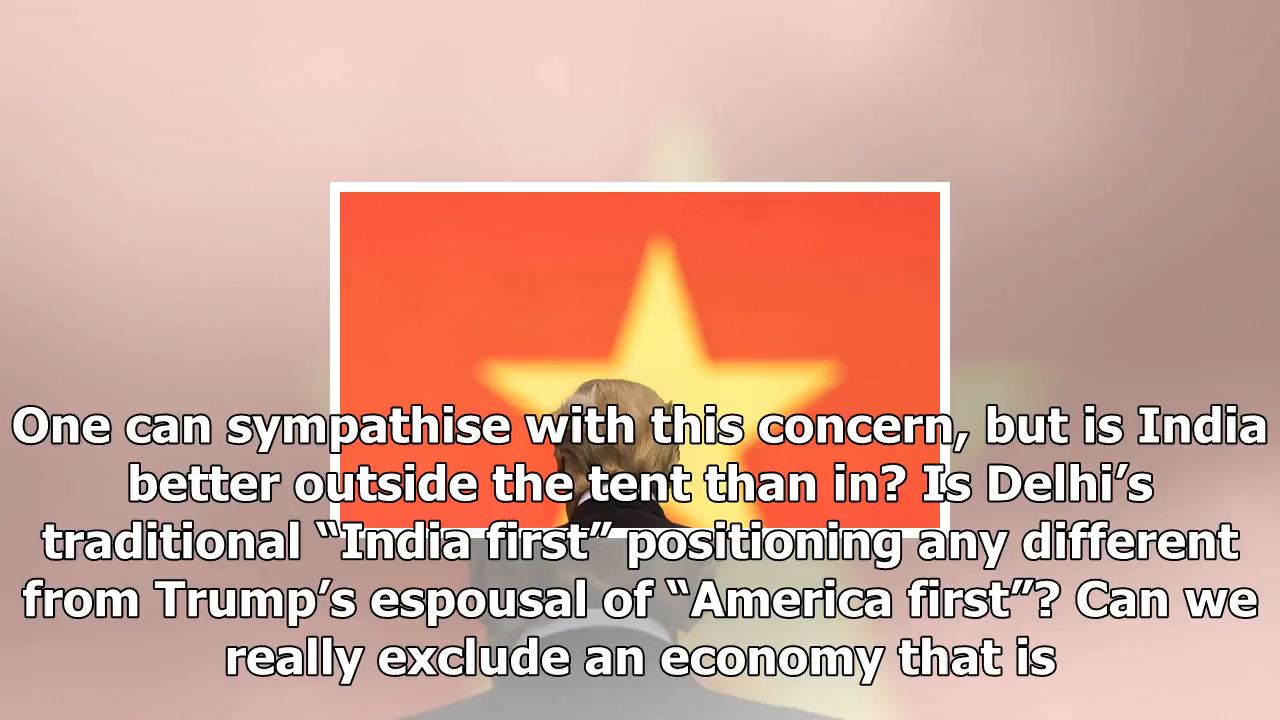 One can sympathise with this concern, but is India
better outside the tent than in? Is Delhi’s
traditional “India first” positioning any different
from Trump’s espousal of “America first”? Can we
really exclude an economy that is